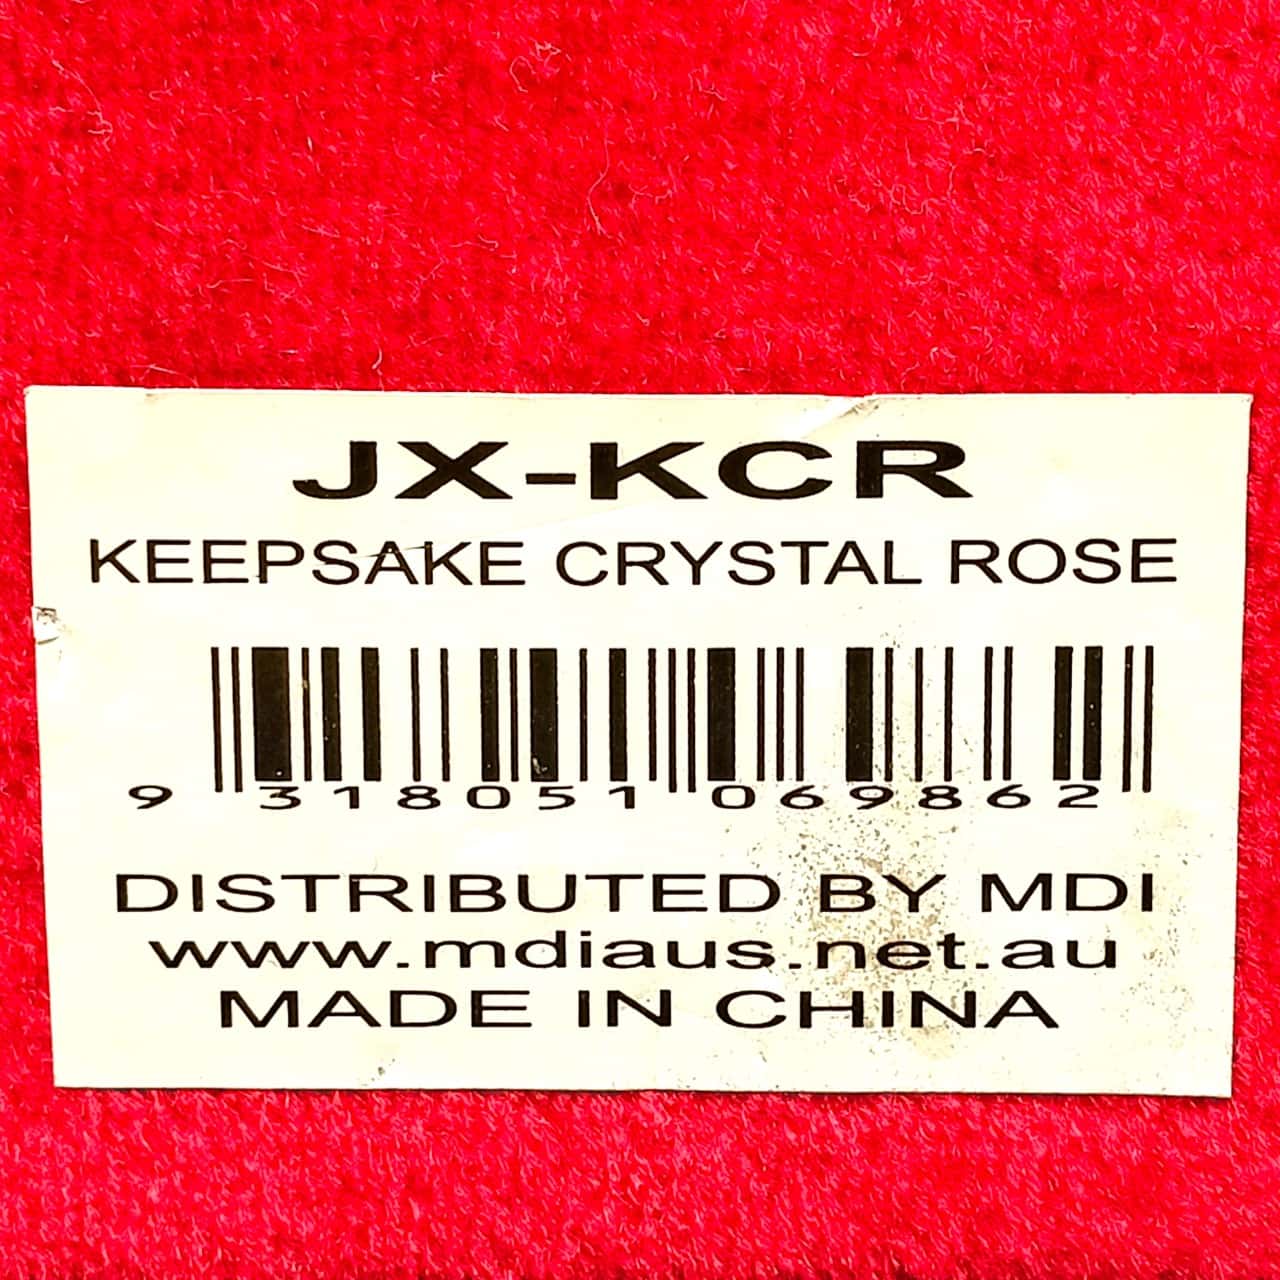 JX-KCR
KEEPSAKE CRYSTAL ROSE
9 318051 069862
DISTRIBUTED BY MDI
www.mdiaus.net.au
MADE IN CHINA